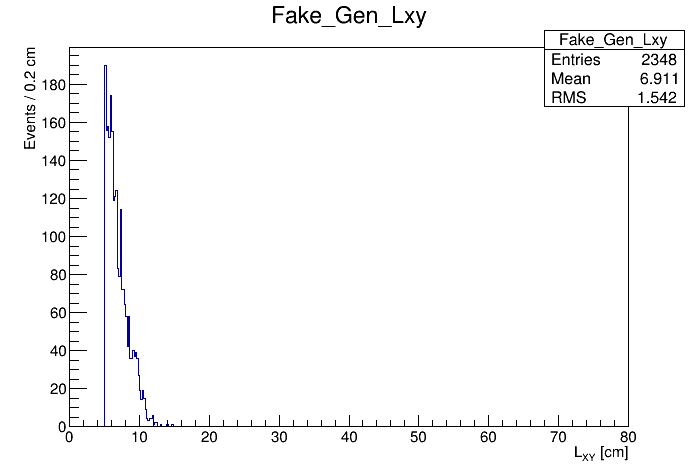 Fake_Gen_Lxy
Fake_Gen_Lxy
Entries 2348
Mean 6.911
RMS 1.542
Events / 0.2 cm
180
160
140
120
100
80
60
40
20
0
0 10 20 30 40 50 60 70 80
LXY [cm]